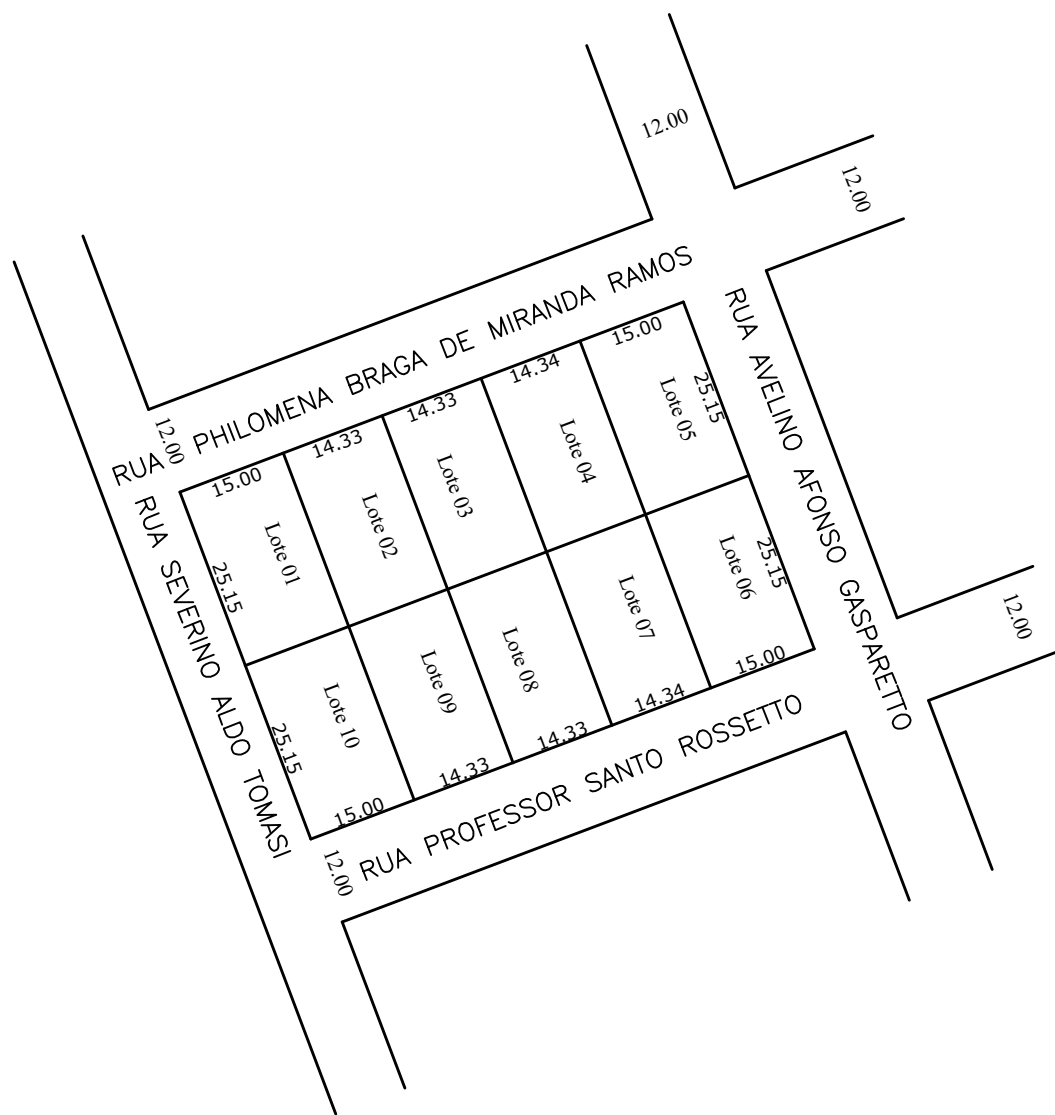 12.00
12.00
RUA PHILOMENA BRAGA DE MIRANDA RAMOS
12.00
15.00
14.33
14.33
14.34
15.00
RUA SEVERINO ALDO TOMASI
25.15
Lote 01
Lote 02
Lote 03
Lote 04
Lote 05
25.15
RUA AVELINO AFONSO GASPARETTO
25.15
Lote 10
Lote 09
Lote 08
Lote 07
Lote 06
25.15
12.00
15.00
14.33
14.33
14.34
15.00
12.00
RUA PROFESSOR SANTO ROSSETTO